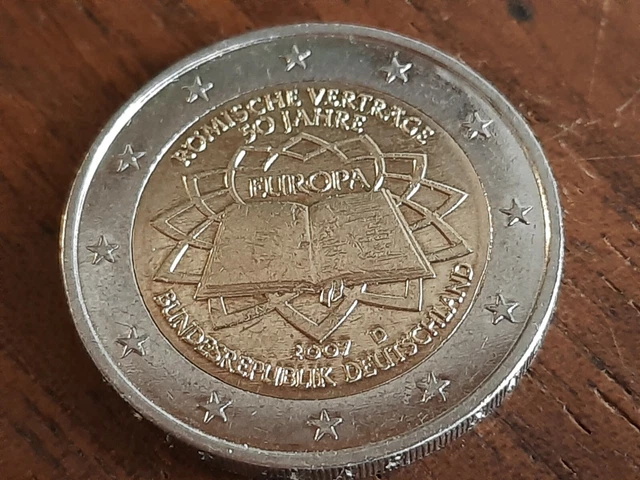 RÖMISCHE VERTRÄGE
50 JAHRE
EUROPA
2007 D
BUNDESREPUBLIK DEUTSCHLAND